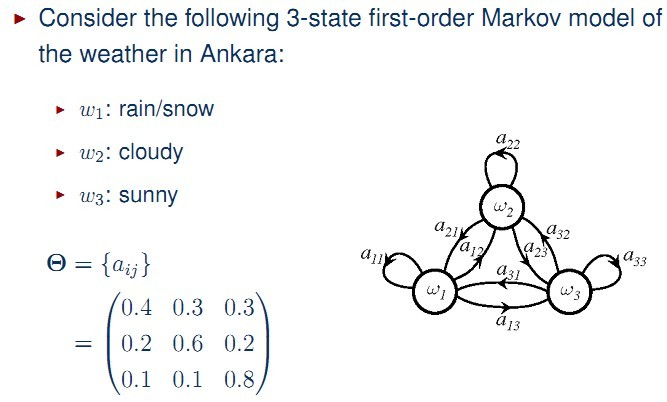 ▶ Consider the following 3-state first-order Markov model of
the weather in Ankara:
▶ w₁: rain/snow
▶ w₂: cloudy
▶ w₃: sunny
Θ = {aᵢⱼ}
= (0.4 0.3 0.3
0.2 0.6 0.2
0.1 0.1 0.8)
a₂₂
ω₂
a₂₁ a₃₂
a₁₂ a₂₃
a₁₁ a₃₁ a₃₃
ω₁ ω₃
a₁₃